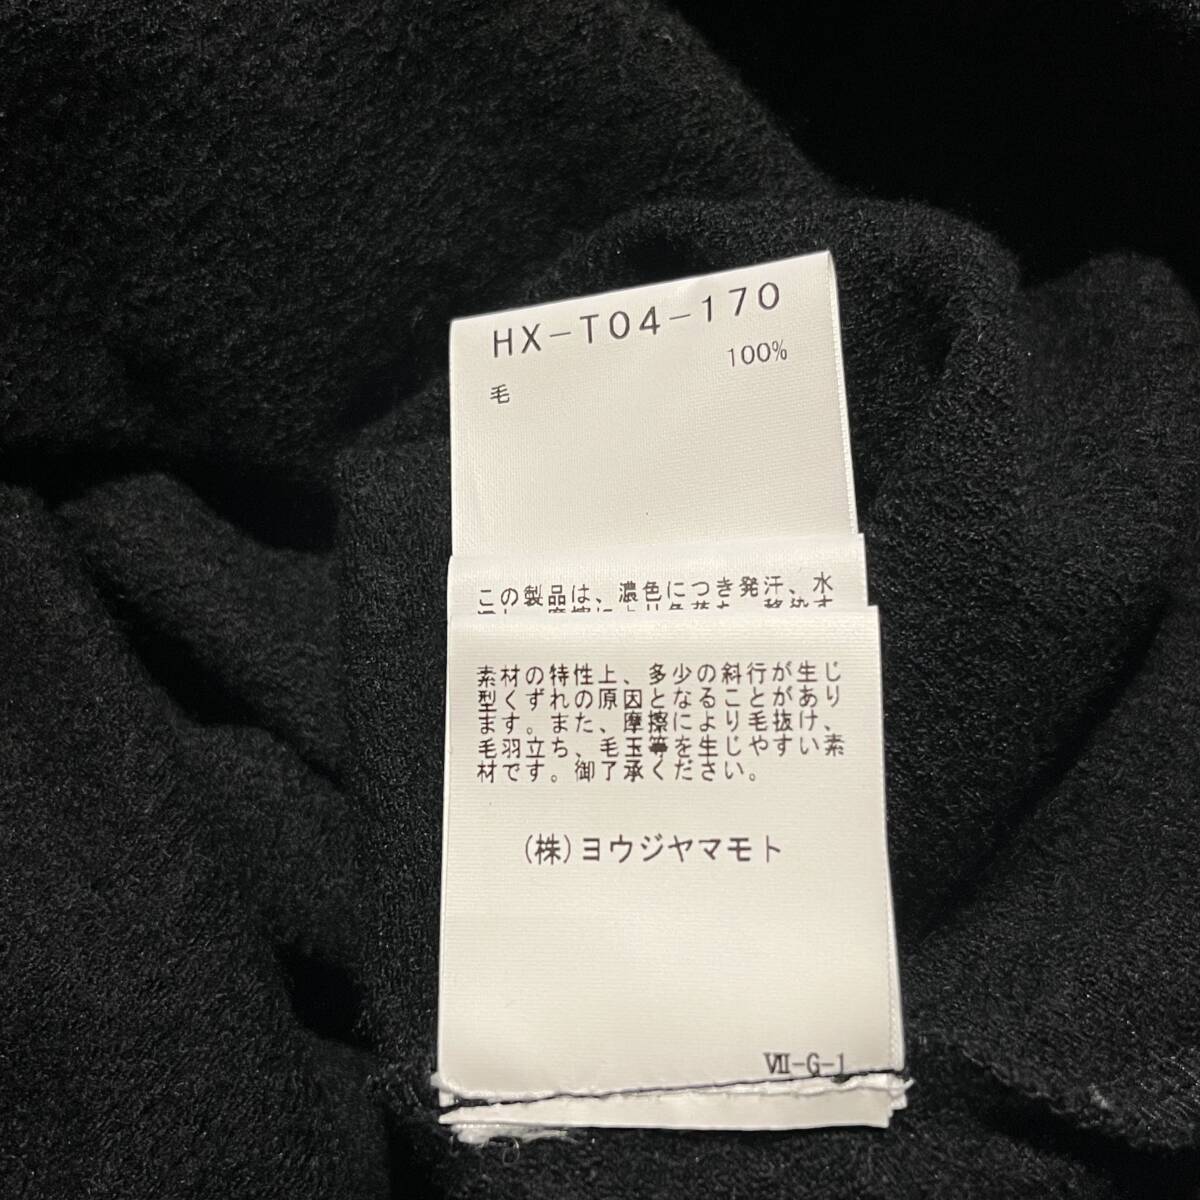 HX-T04-170
毛 100%
この製品は、濃色につき発汗、水
素材の特性上、多少の斜行が生じ
型くずれの原因となることがあり
ます。また、摩擦により毛抜け、
毛羽立ち、毛玉等を生じやすい素
材です。御了承ください。
(株)ヨウジヤマモト
Ⅶ-G-1